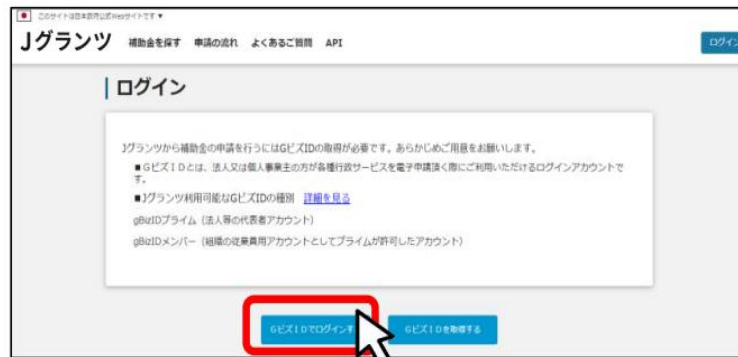 このサイトは日本政府公式Webサイトです ▼
Jグランツ 補助金を探す 申請の流れ よくあるご質問 API ログイン
ログイン
Jグランツから補助金の申請を行うにはGビズIDの取得が必要です。あらかじめご用意をお願いします。
■GビズIDとは、法人又は個人事業主の方が各種行政サービスを電子申請頂く際にご利用いただけるログインアカウントで
す。
■Jグランツ利用可能なGビズIDの種別 詳細を見る
gBizIDプライム（法人等の代表者アカウント）
gBizIDメンバー（組織の従業員用アカウントとしてプライムが許可したアカウント）
GビズIDでログインす GビズIDを取得する